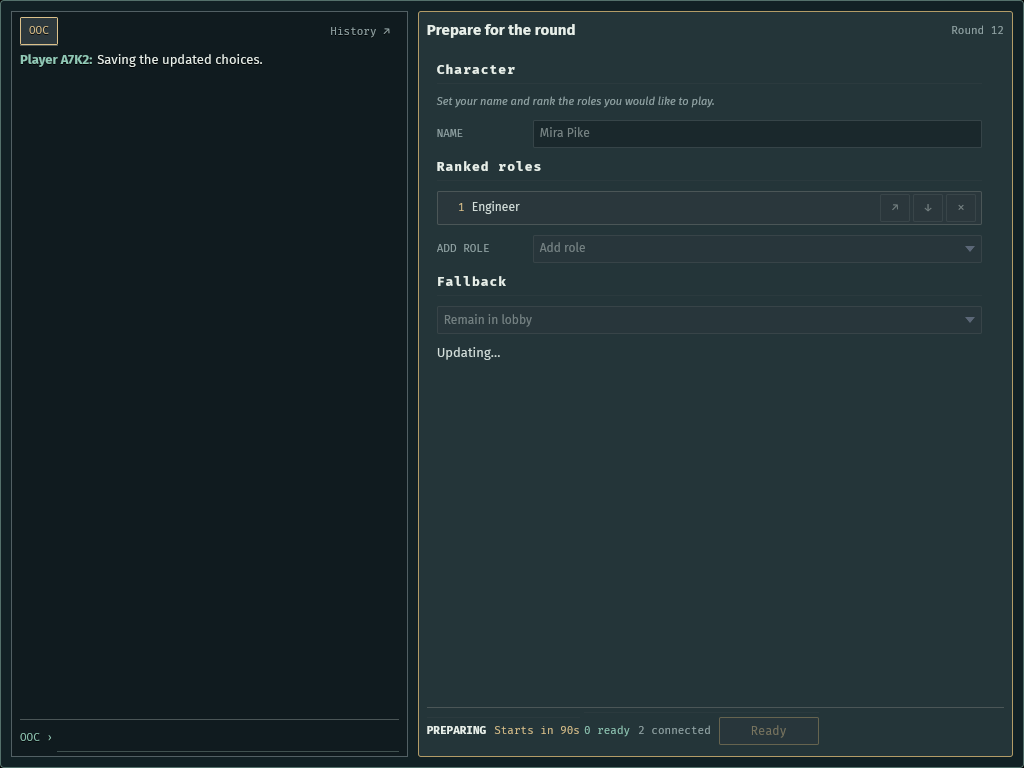 OOC
History ↗
Player A7K2: Saving the updated choices.
OOC ›
Prepare for the round
Round 12
Character
Set your name and rank the roles you would like to play.
NAME
Mira Pike
Ranked roles
1 Engineer ↗ ↓ ×
ADD ROLE
Add role
Fallback
Remain in lobby
Updating…
PREPARING Starts in 90s 0 ready 2 connected Ready